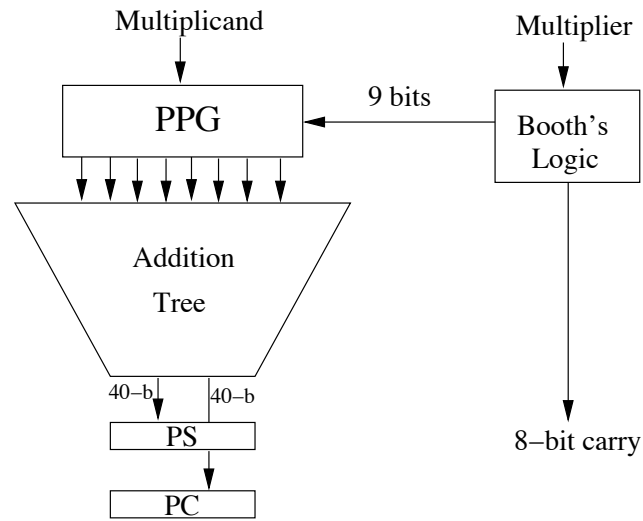 Multiplicand
Multiplier
9 bits
PPG
Booth's
Logic
Addition
Tree
40–b
40–b
PS
8–bit carry
PC